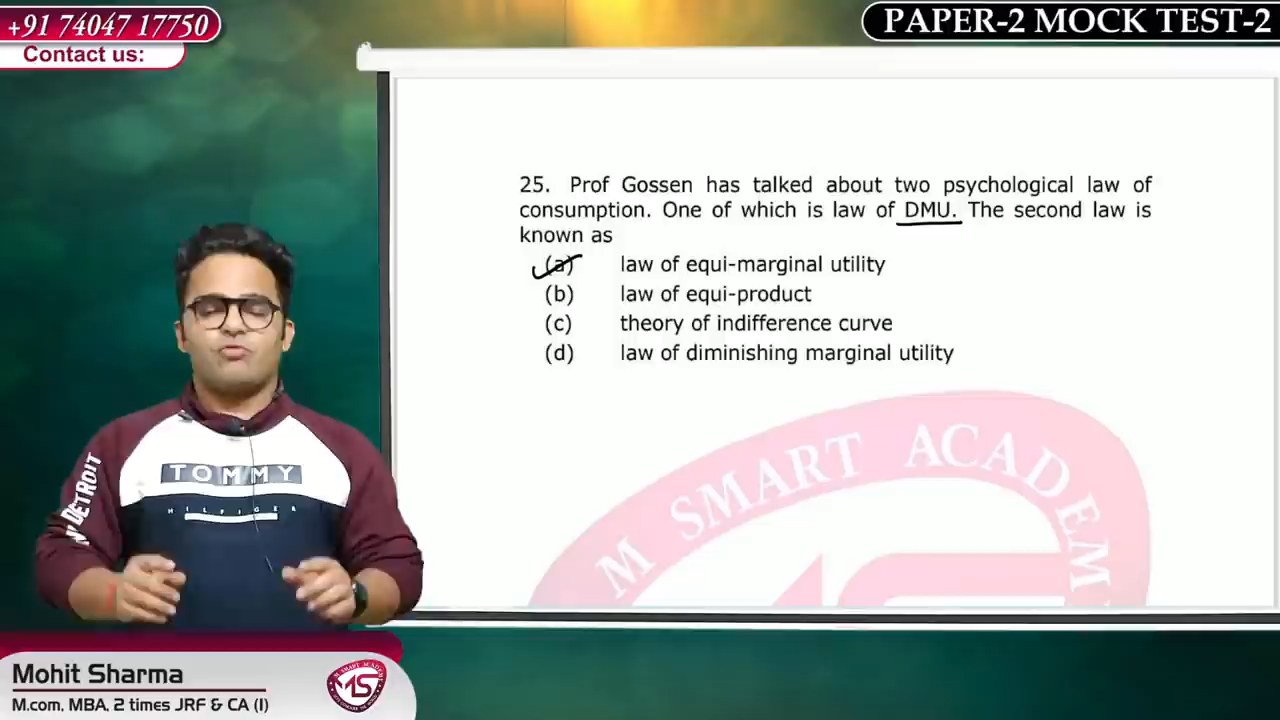 +91 74047 17750
Contact us:
PAPER-2 MOCK TEST-2
25. Prof Gossen has talked about two psychological law of
consumption. One of which is law of DMU. The second law is
known as
(a) law of equi-marginal utility
(b) law of equi-product
(c) theory of indifference curve
(d) law of diminishing marginal utility
M SMART ACADEM
DETROIT
TOMMY
HILFIGER
Mohit Sharma
M.com, MBA, 2 times JRF & CA (I)
M SMART ACADEMY
MS